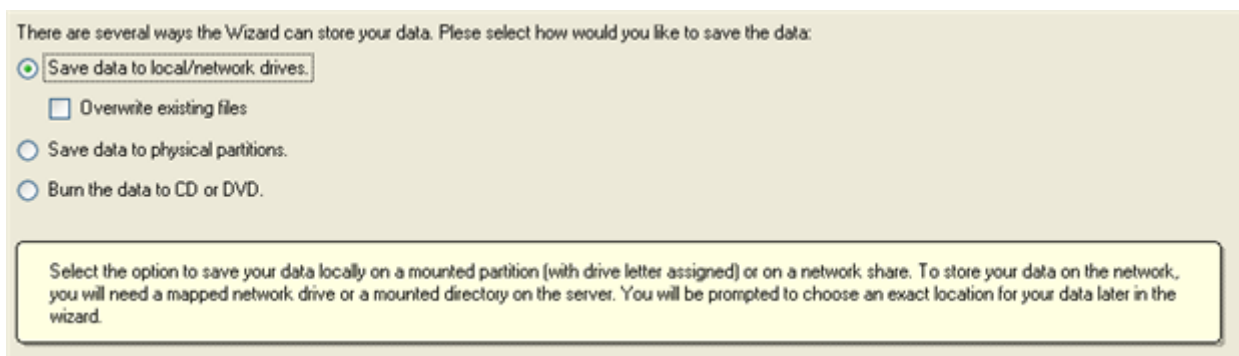 There are several ways the Wizard can store your data. Plese select how would you like to save the data:
Save data to local/network drives.
Overwrite existing files
Save data to physical partitions.
Burn the data to CD or DVD.
Select the option to save your data locally on a mounted partition (with drive letter assigned) or on a network share. To store your data on the network,
you will need a mapped network drive or a mounted directory on the server. You will be prompted to choose an exact location for your data later in the
wizard.